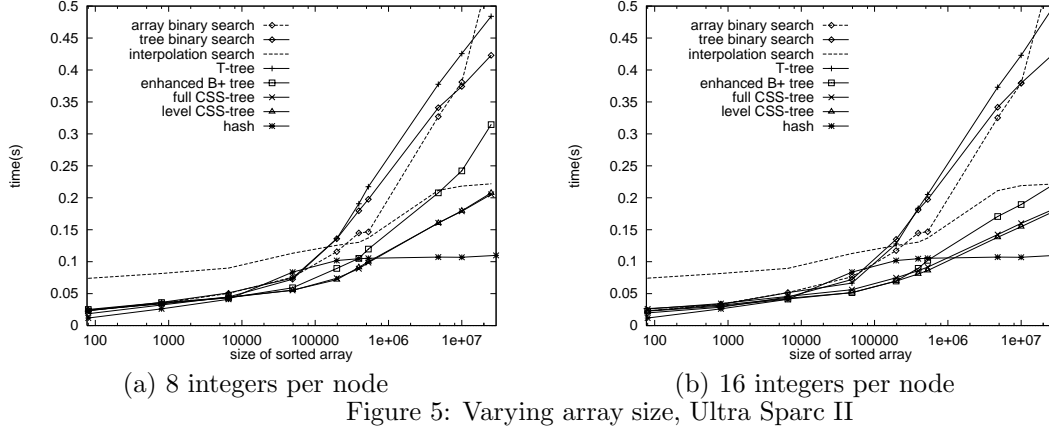 0.5
0.45
0.4
0.35
0.3
0.25
0.2
0.15
0.1
0.05
0
time(s)
array binary search
tree binary search
interpolation search
T-tree
enhanced B+ tree
full CSS-tree
level CSS-tree
hash
100 1000 10000 100000 1e+06 1e+07
size of sorted array
(a) 8 integers per node
0.5
0.45
0.4
0.35
0.3
0.25
0.2
0.15
0.1
0.05
0
time(s)
array binary search
tree binary search
interpolation search
T-tree
enhanced B+ tree
full CSS-tree
level CSS-tree
hash
100 1000 10000 100000 1e+06 1e+07
size of sorted array
(b) 16 integers per node
Figure 5: Varying array size, Ultra Sparc II